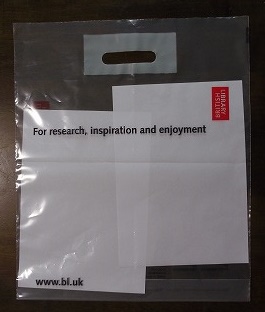 BRITISH
LIBRARY
For research, inspiration and enjoyment
www.bl.uk